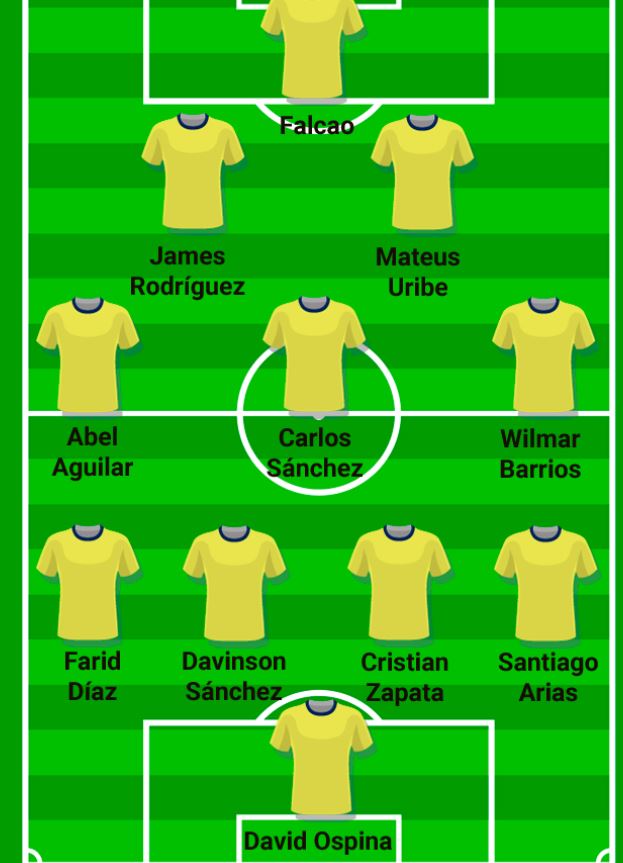 Falcao
James
Rodríguez
Mateus
Uribe
Abel
Aguilar
Carlos
Sánchez
Wilmar
Barrios
Farid
Díaz
Davinson
Sánchez
Cristian
Zapata
Santiago
Arias
David Ospina